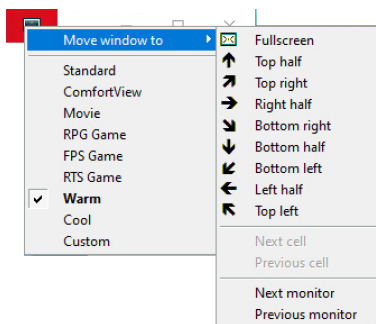 Move window to
Standard
ComfortView
Movie
RPG Game
FPS Game
RTS Game
Warm
Cool
Custom
Fullscreen
Top half
Top right
Right half
Bottom right
Bottom half
Bottom left
Left half
Top left
Next cell
Previous cell
Next monitor
Previous monitor